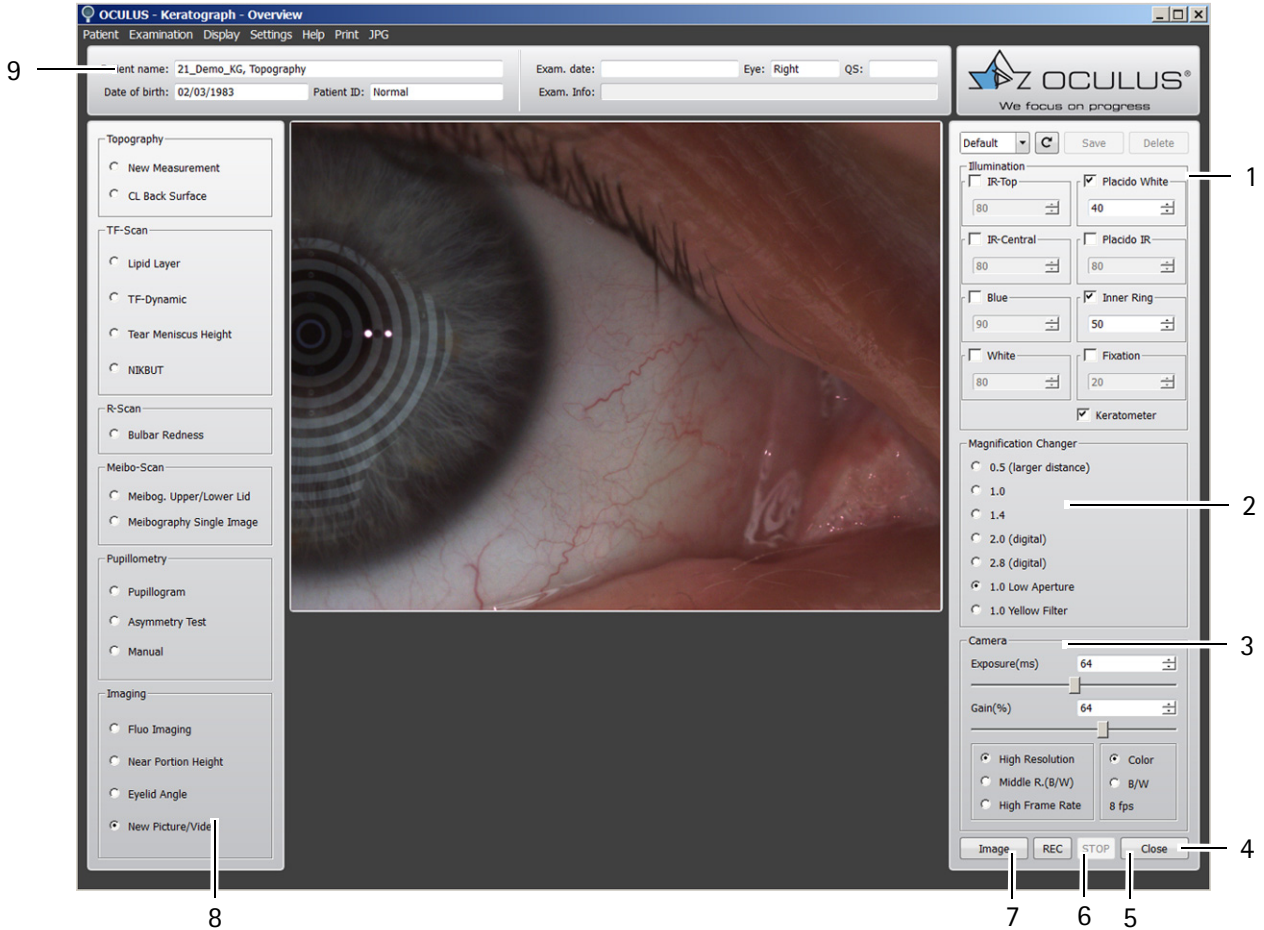 OCULUS - Keratograph - Overview
Patient Examination Display Settings Help Print JPG
9
Patient name: 21_Demo_KG, Topography
Date of birth: 02/03/1983 Patient ID: Normal
Exam. date: Eye: Right QS:
Exam. Info:
OCULUS®
We focus on progress
Topography
New Measurement
CL Back Surface
TF-Scan
Lipid Layer
TF-Dynamic
Tear Meniscus Height
NIKBUT
R-Scan
Bulbar Redness
Meibo-Scan
Meibog. Upper/Lower Lid
Meibography Single Image
Pupillometry
Pupillogram
Asymmetry Test
Manual
Imaging
Fluo Imaging
Near Portion Height
Eyelid Angle
New Picture/Video
Default Save Delete
Illumination
IR-Top Placido White
80 40
1
IR-Central Placido IR
80 80
Blue Inner Ring
90 50
White Fixation
80 20
Keratometer
Magnification Changer
0.5 (larger distance)
1.0
2
1.4
2.0 (digital)
2.8 (digital)
1.0 Low Aperture
1.0 Yellow Filter
Camera
3
Exposure(ms) 64
Gain(%) 64
High Resolution Color
Middle R.(B/W) B/W
High Frame Rate 8 fps
Image REC STOP Close
4
8 7 6 5